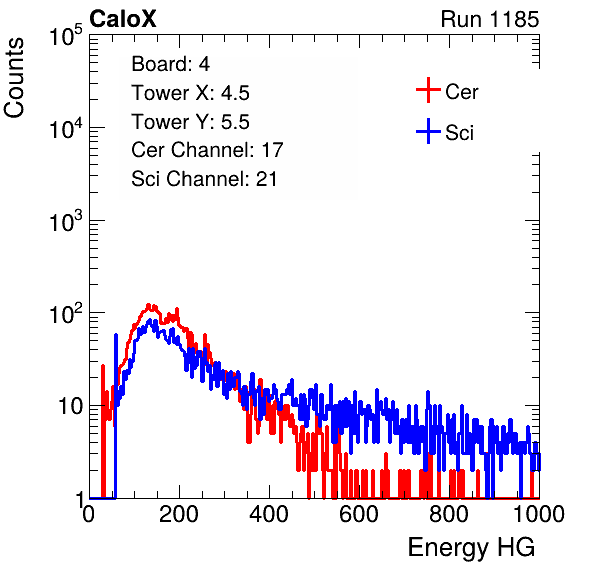 CaloX Run 1185
Counts
Board: 4
Tower X: 4.5
Tower Y: 5.5
Cer Channel: 17
Sci Channel: 21
Cer
Sci
10^5
10^4
10^3
10^2
10
1
0 200 400 600 800 1000
Energy HG